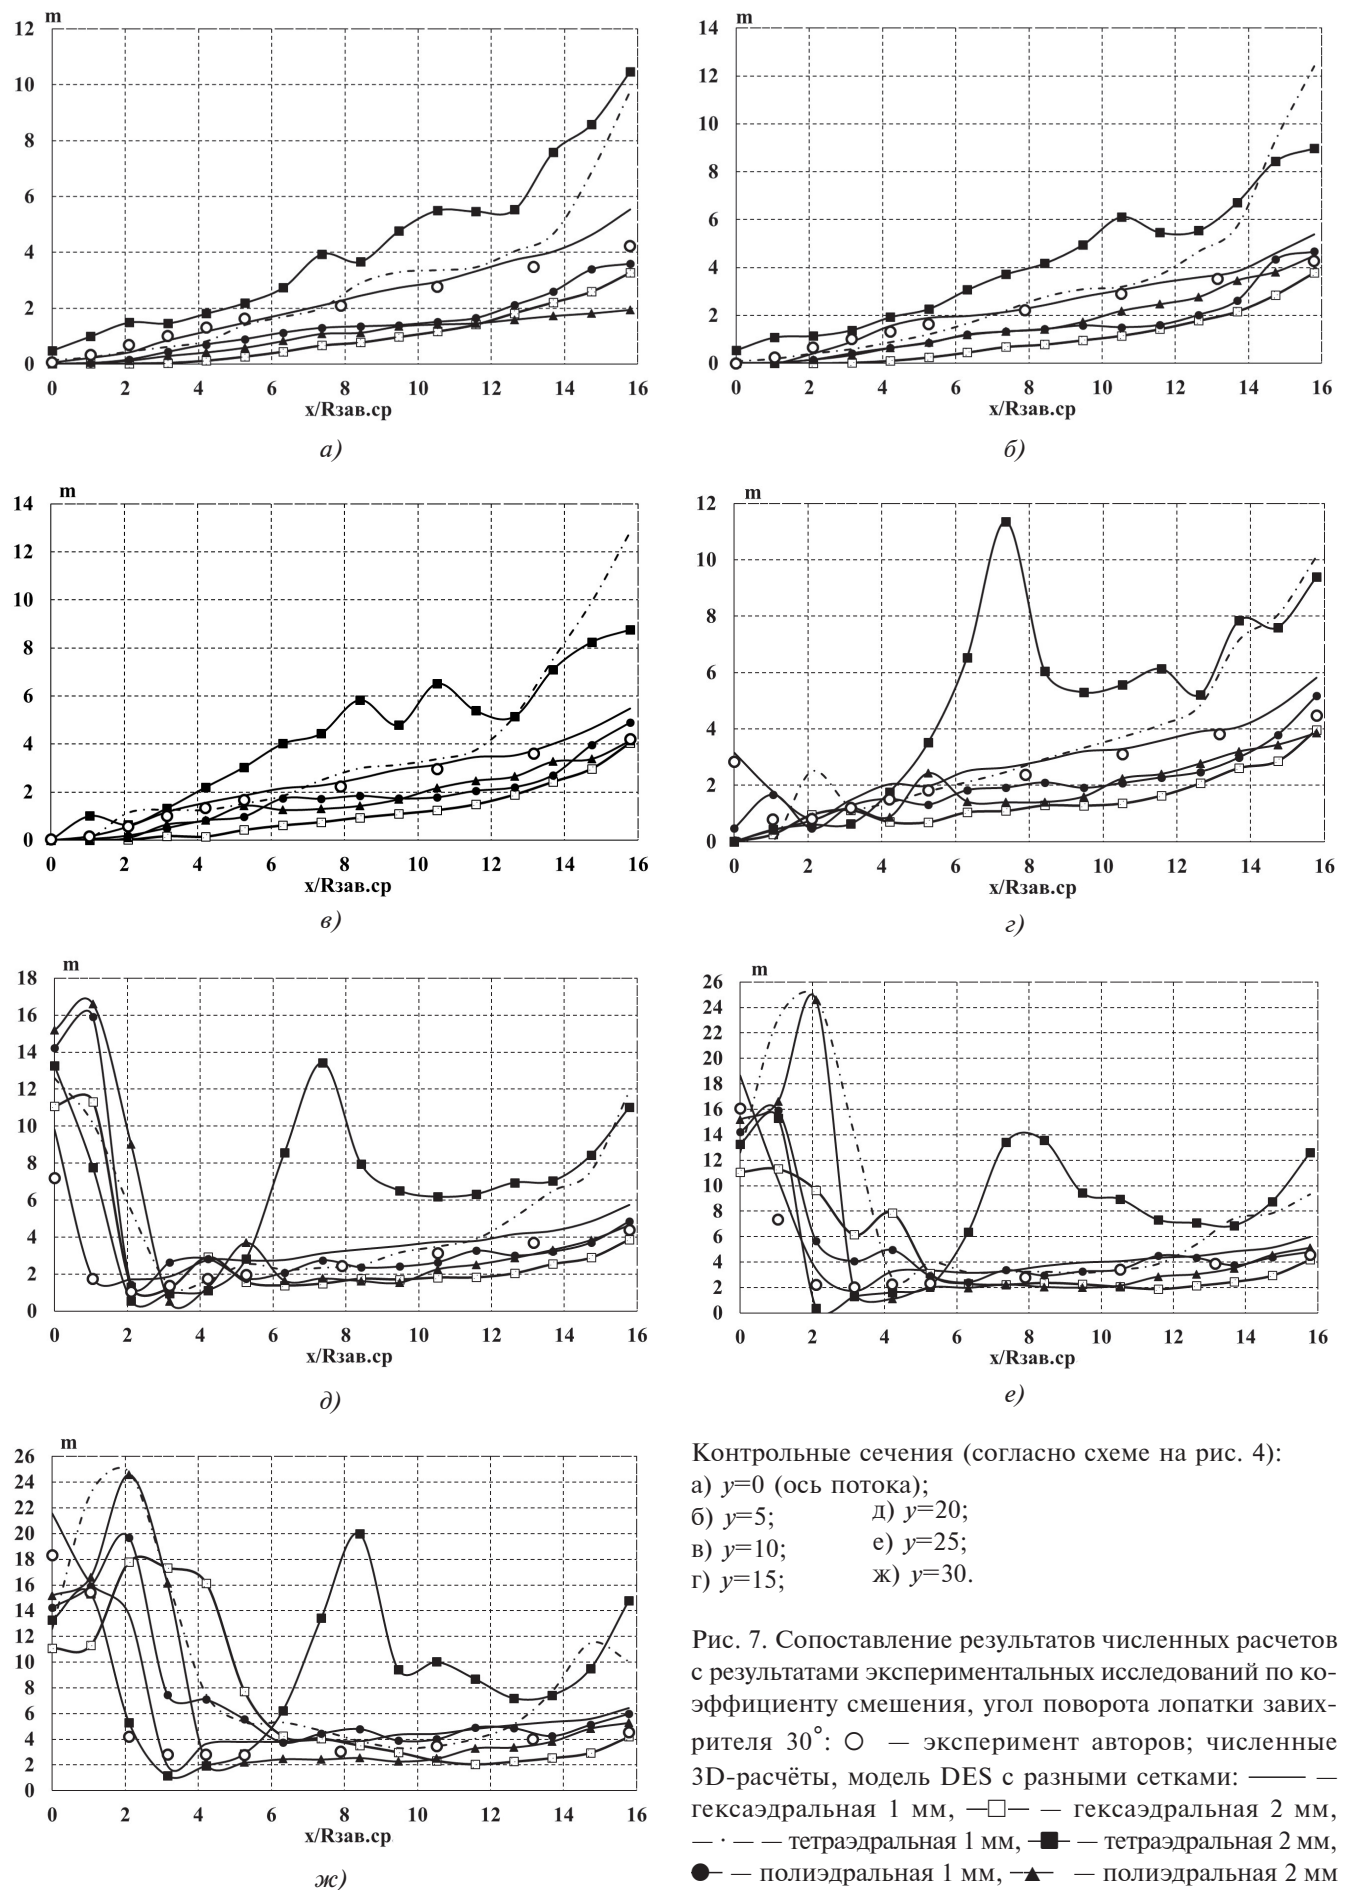 m
12
10
8
6
4
2
0
0 2 4 6 8 10 12 14 16
x/Rзав.ср
а)
m
14
12
10
8
6
4
2
0
0 2 4 6 8 10 12 14 16
x/Rзав.ср
б)
m
14
12
10
8
6
4
2
0
0 2 4 6 8 10 12 14 16
x/Rзав.ср
в)
m
12
10
8
6
4
2
0
0 2 4 6 8 10 12 14 16
x/Rзав.ср
г)
m
18
16
14
12
10
8
6
4
2
0
0 2 4 6 8 10 12 14 16
x/Rзав.ср
д)
m
26
24
22
20
18
16
14
12
10
8
6
4
2
0
0 2 4 6 8 10 12 14 16
x/Rзав.ср
е)
m
26
24
22
20
18
16
14
12
10
8
6
4
2
0
0 2 4 6 8 10 12 14 16
x/Rзав.ср.
ж)
Контрольные сечения (согласно схеме на рис. 4):
а) y=0 (ось потока);
б) y=5; д) y=20;
в) y=10; е) y=25;
г) y=15; ж) y=30.
Рис. 7. Сопоставление результатов численных расчетов
с результатами экспериментальных исследований по ко-
эффициенту смешения, угол поворота лопатки завих-
рителя 30°: — эксперимент авторов; численные
3D-расчёты, модель DES с разными сетками: —
гексаэдральная 1 мм, — гексаэдральная 2 мм,
— тетраэдральная 1 мм, — тетраэдральная 2 мм,
— полиэдральная 1 мм, — полиэдральная 2 мм